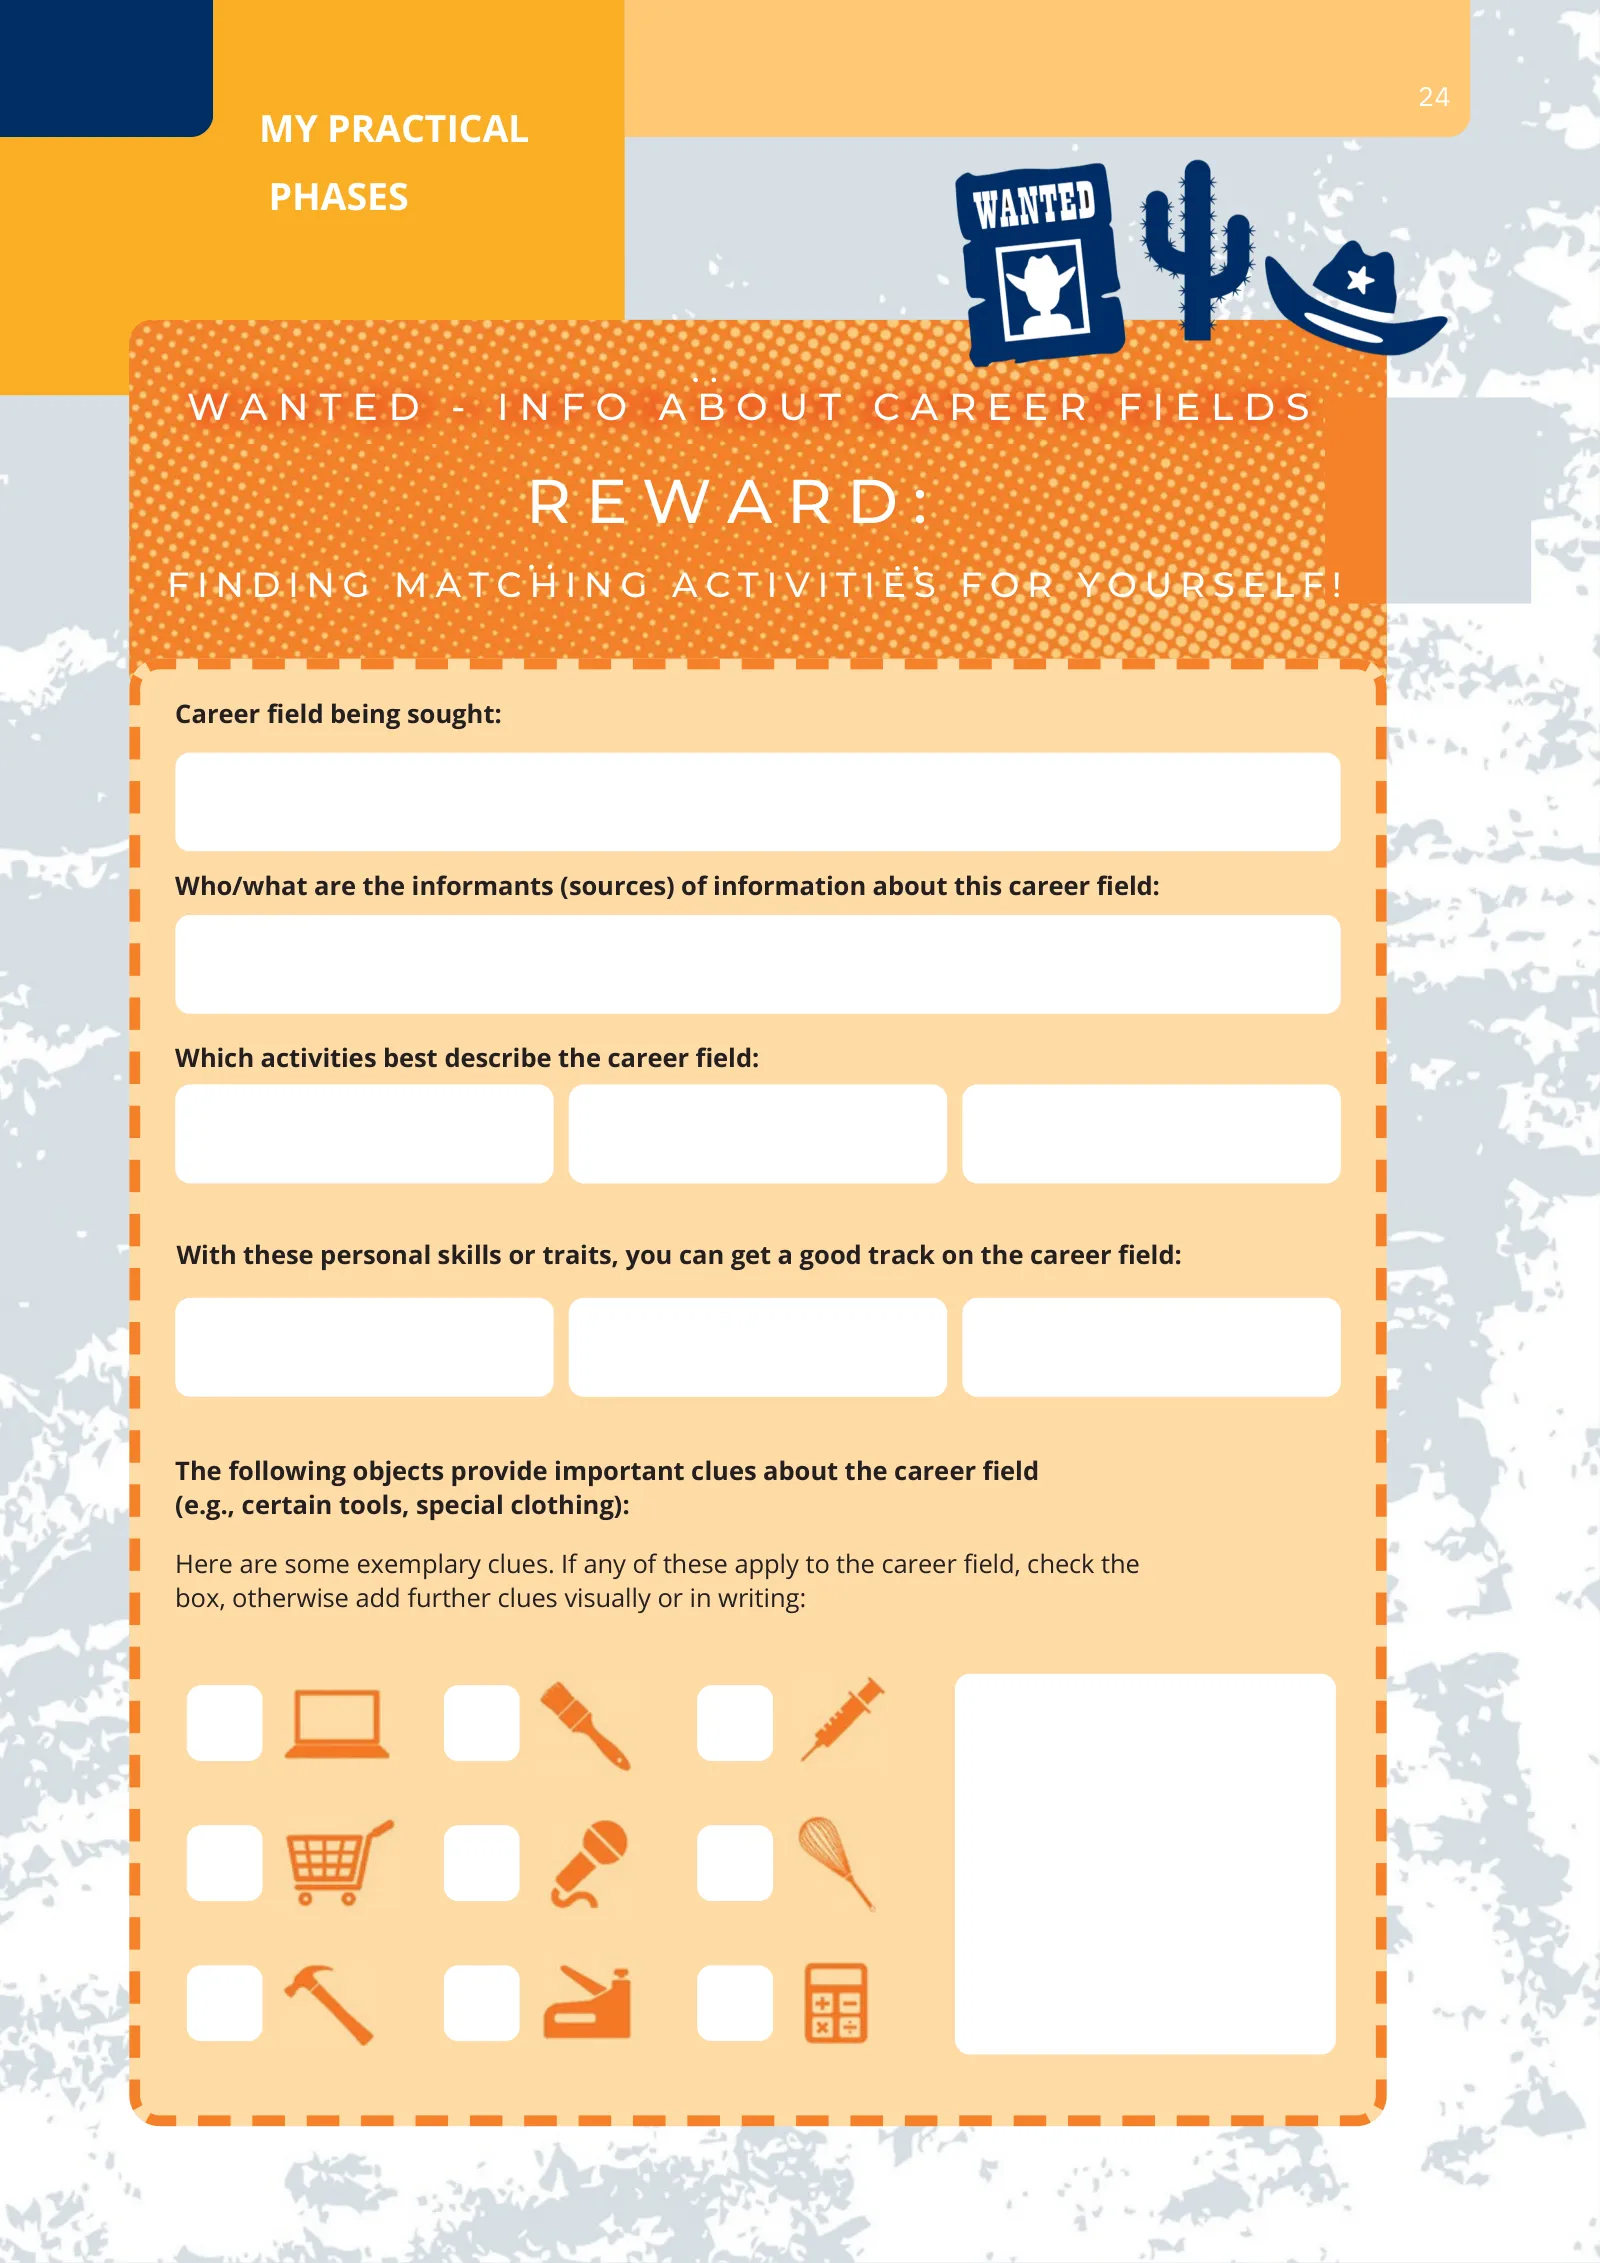 24
MY PRACTICAL
PHASES
WANTED
WANTED - INFO ABOUT CAREER FIELDS
REWARD:
FINDING MATCHING ACTIVITIES FOR YOURSELF!
Career field being sought:
Who/what are the informants (sources) of information about this career field:
Which activities best describe the career field:
With these personal skills or traits, you can get a good track on the career field:
The following objects provide important clues about the career field
(e.g., certain tools, special clothing):
Here are some exemplary clues. If any of these apply to the career field, check the
box, otherwise add further clues visually or in writing: